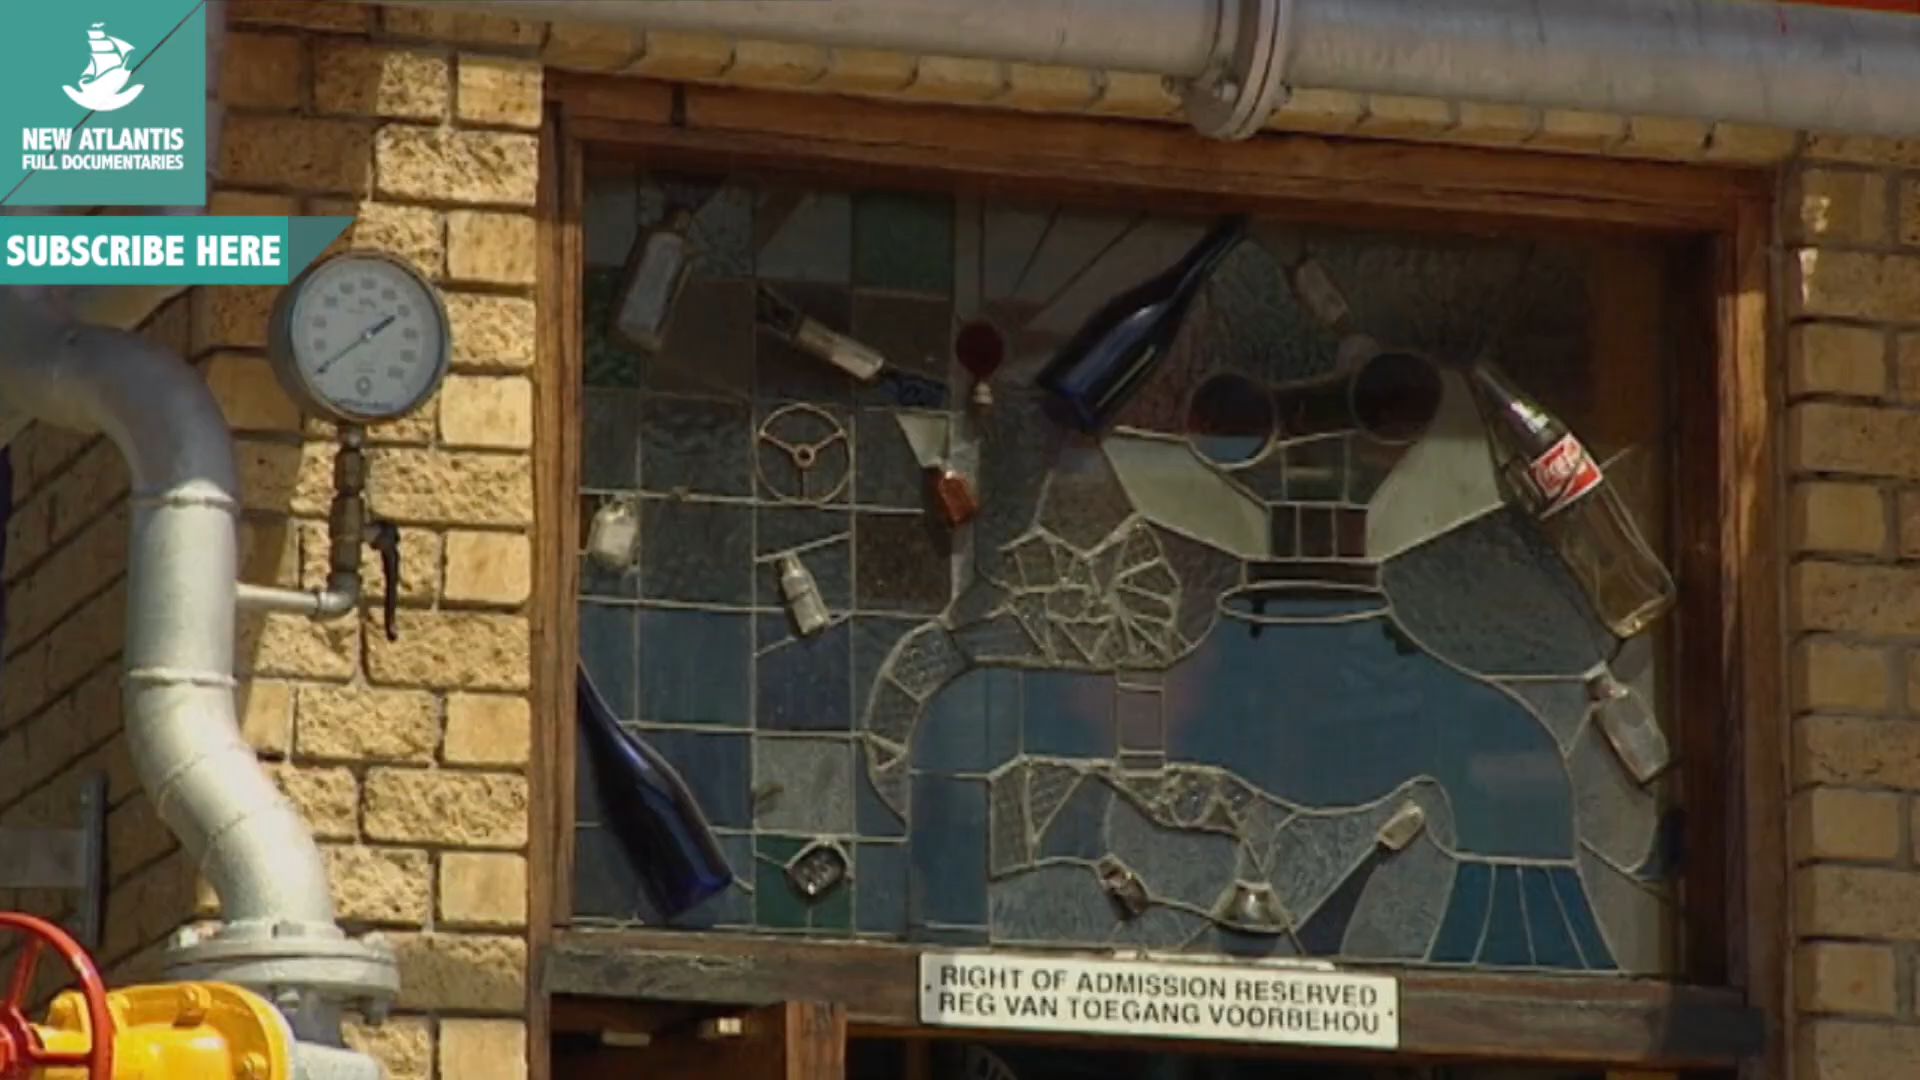 NEW ATLANTIS
FULL DOCUMENTARIES
SUBSCRIBE HERE
RIGHT OF ADMISSION RESERVED
REG VAN TOEGANG VOORBEHOU